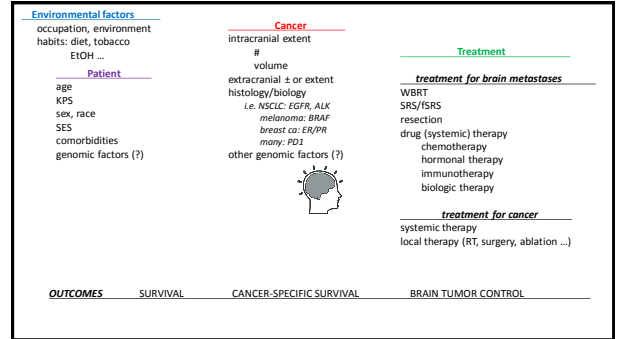 Environmental factors
occupation, environment
habits: diet, tobacco
EtOH ...
Patient
age
KPS
sex, race
SES
comorbidities
genomic factors (?)
Cancer
intracranial extent
#
volume
extracranial ± or extent
histology/biology
i.e. NSCLC: EGFR, ALK
melanoma: BRAF
breast ca: ER/PR
many: PD1
other genomic factors (?)
Treatment
treatment for brain metastases
WBRT
SRS/fSRS
resection
drug (systemic) therapy
chemotherapy
hormonal therapy
immunotherapy
biologic therapy
treatment for cancer
systemic therapy
local therapy (RT, surgery, ablation ...)
OUTCOMES SURVIVAL CANCER-SPECIFIC SURVIVAL BRAIN TUMOR CONTROL